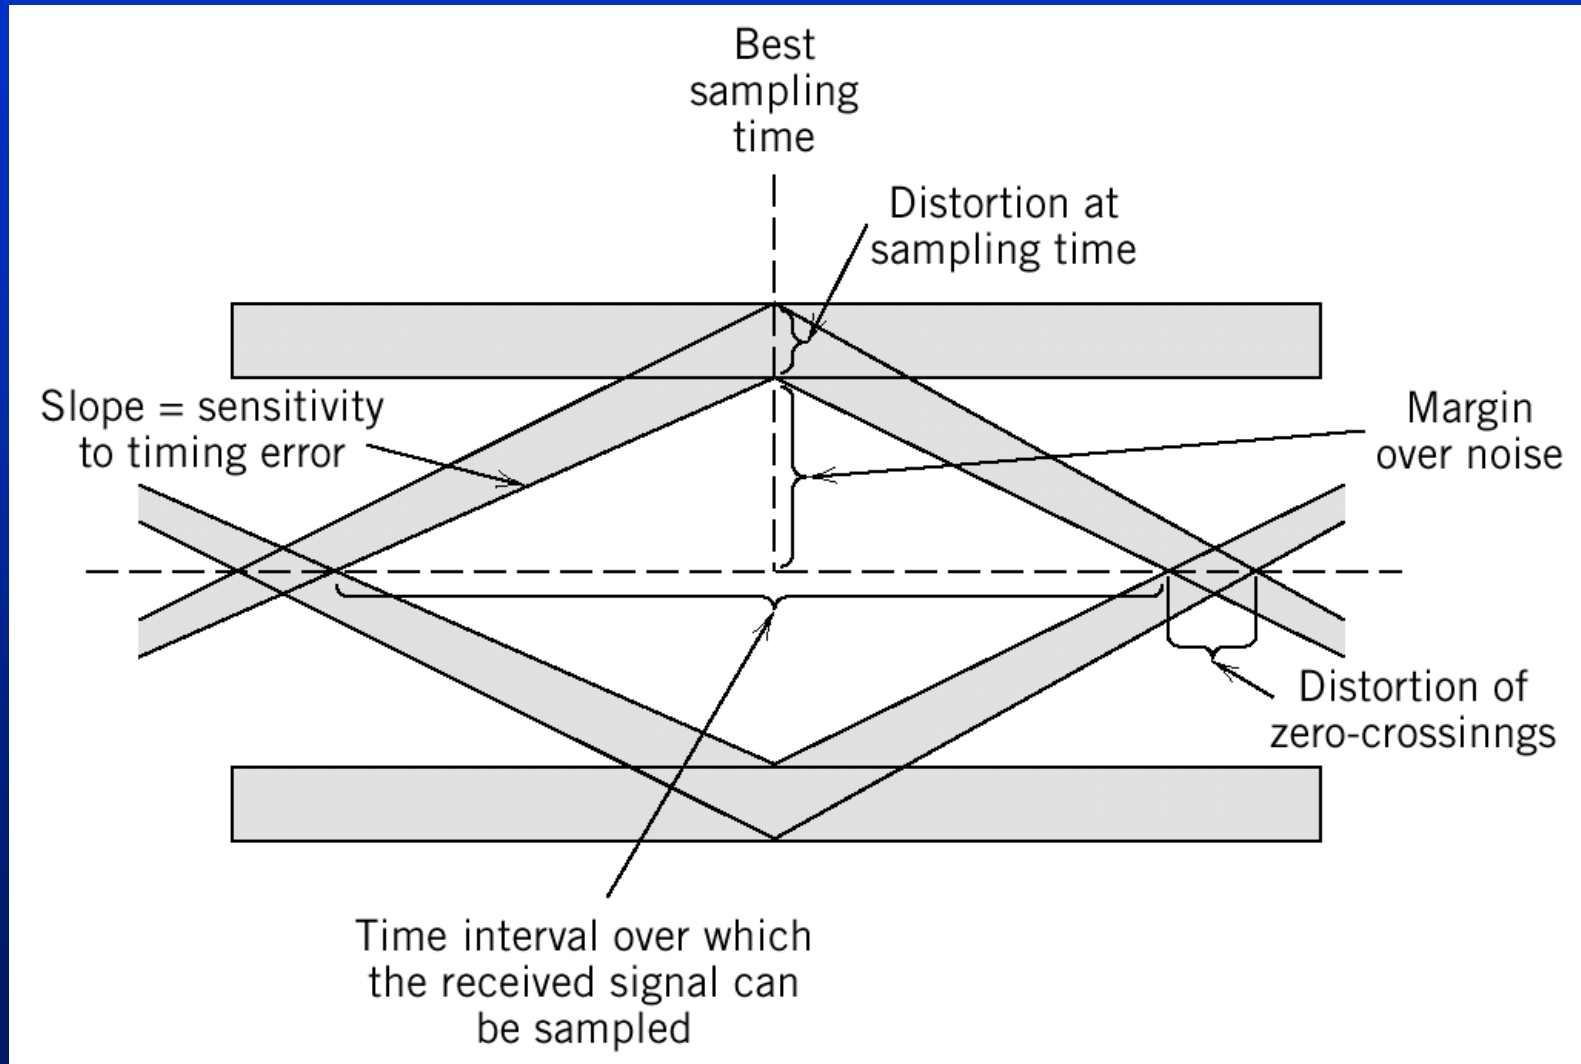 Best
sampling
time
Distortion at
sampling time
Slope = sensitivity
to timing error
Margin
over noise
Distortion of
zero-crossinngs
Time interval over which
the received signal can
be sampled